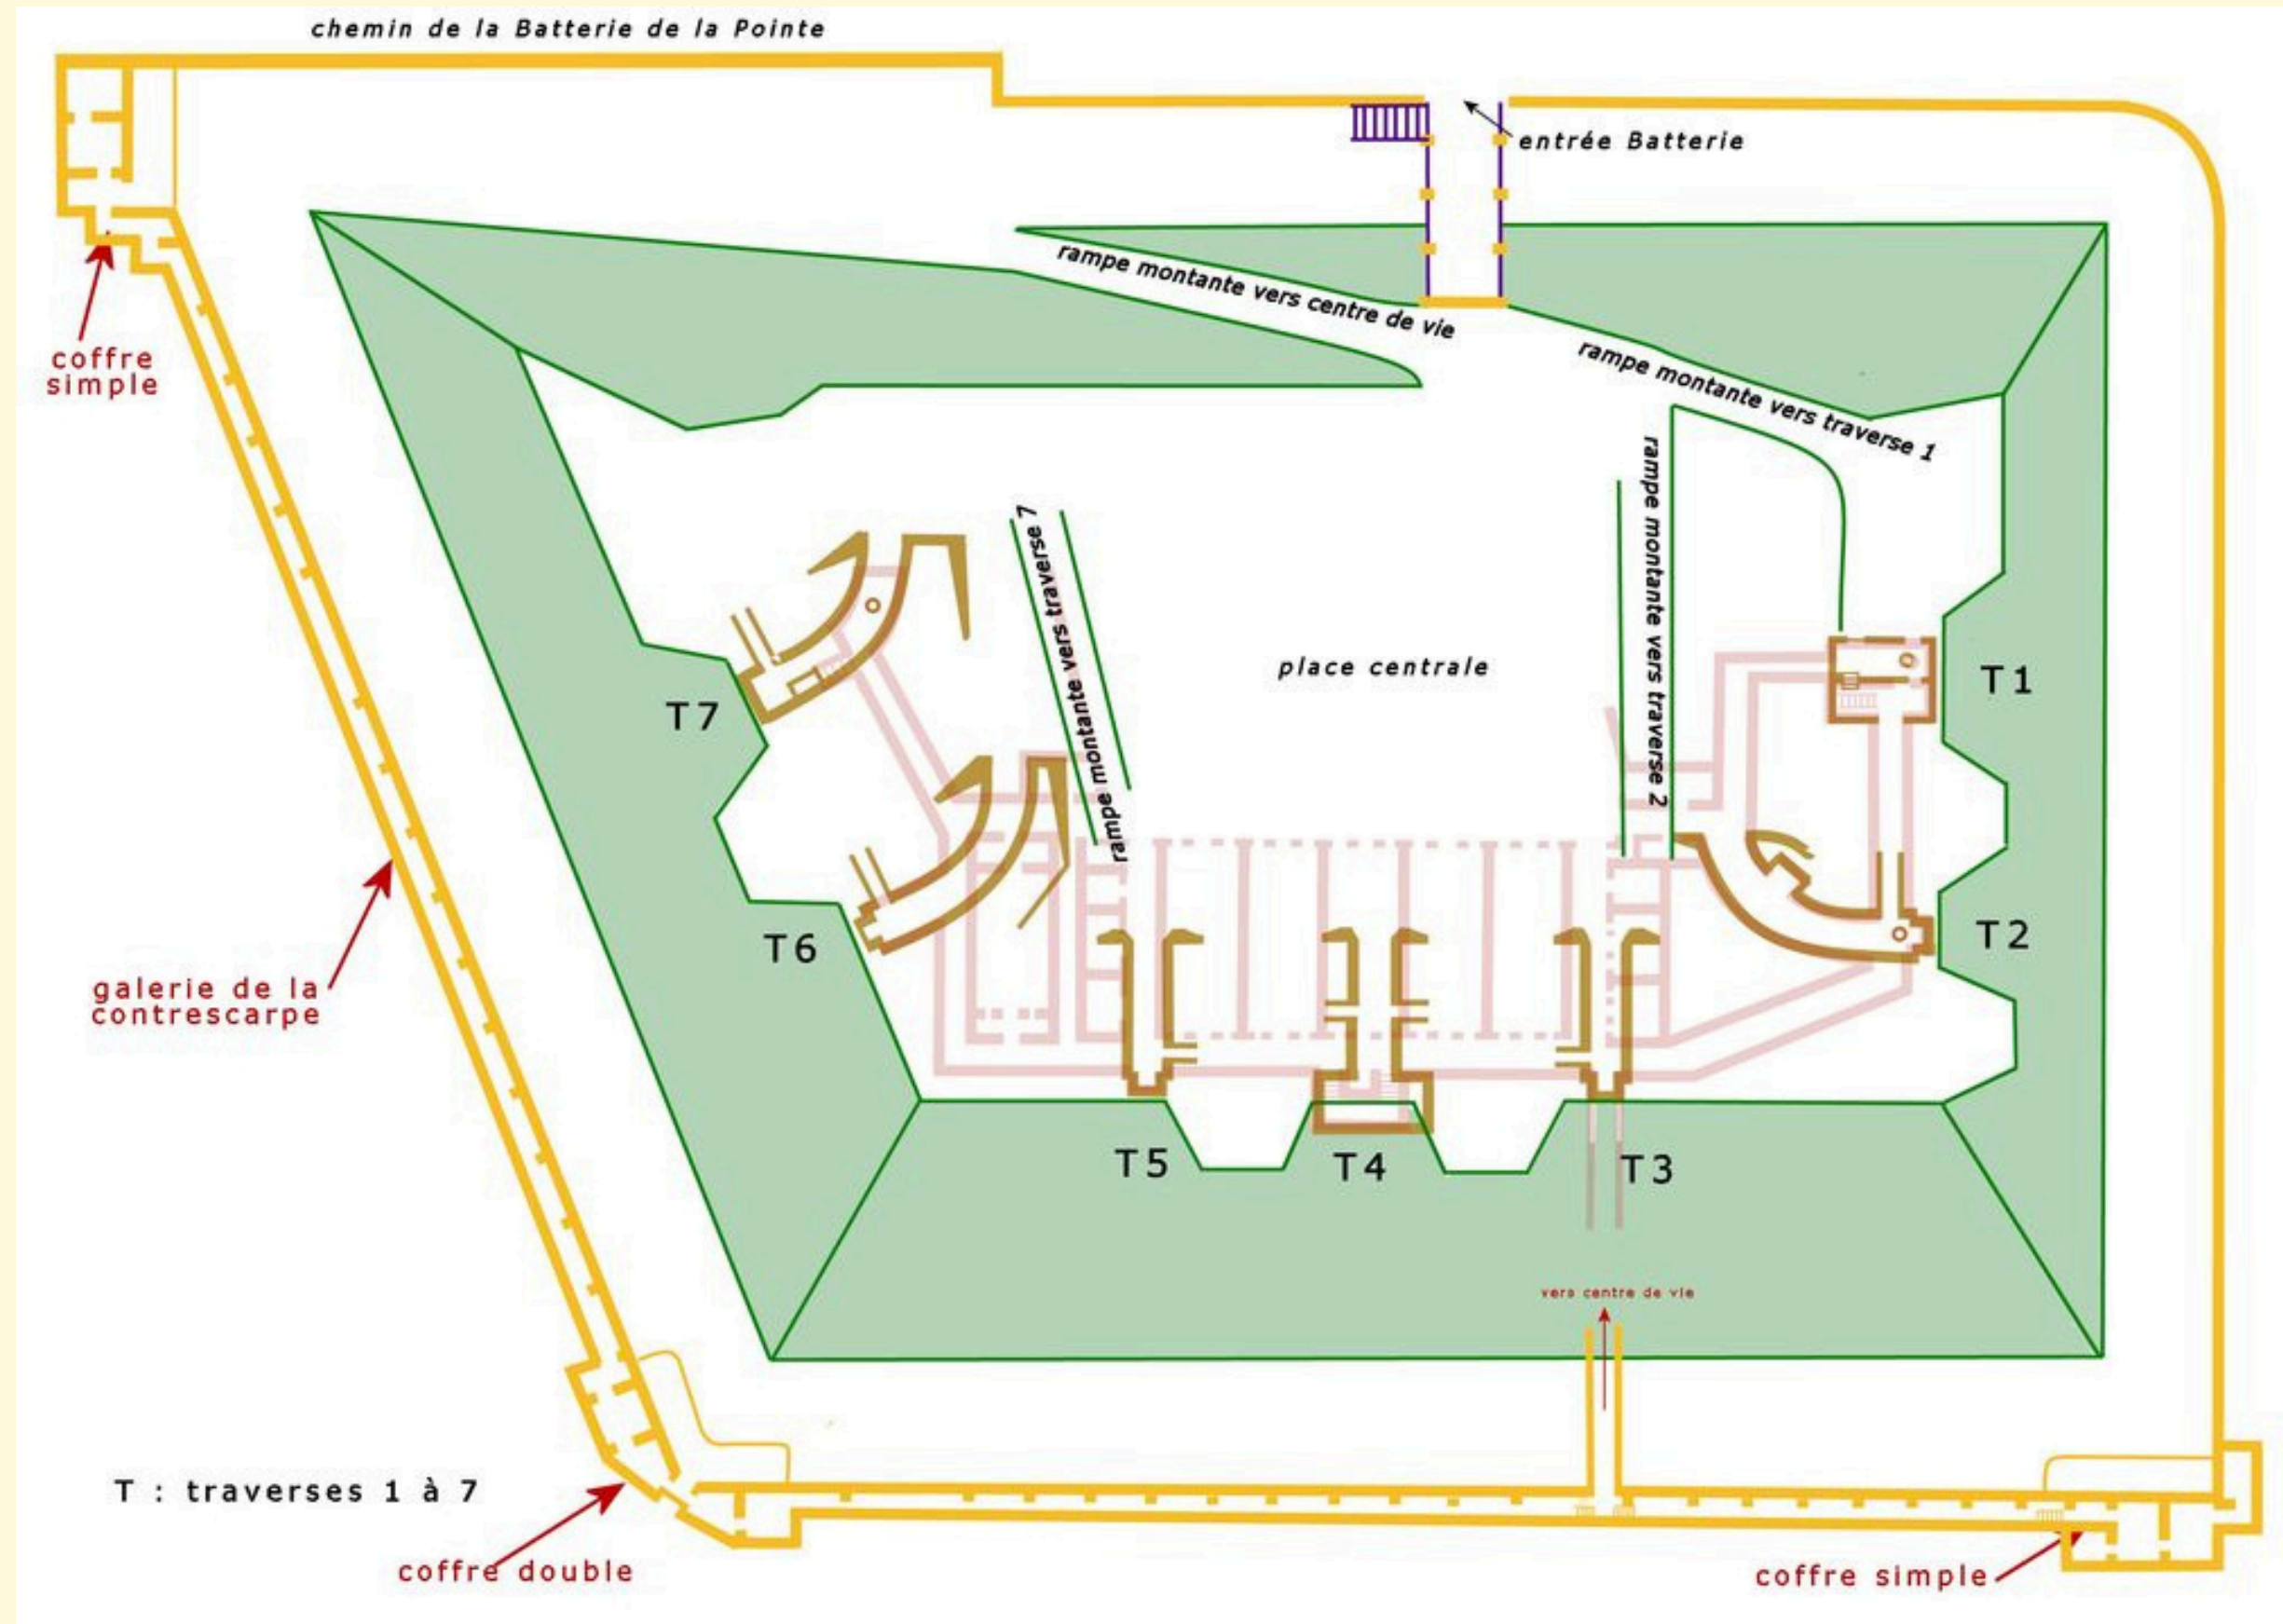 chemin de la Batterie de la Pointe
entrée Batterie
rampe montante vers centre de vie
rampe montante vers traverse 1
coffre
simple
rampe montante vers traverse 2
rampe montante vers traverse 7
place centrale
T1
T7
T2
T6
galerie de la
contrescarpe
T5
T4
T3
vers centre de vie
T : traverses 1 à 7
coffre double
coffre simple